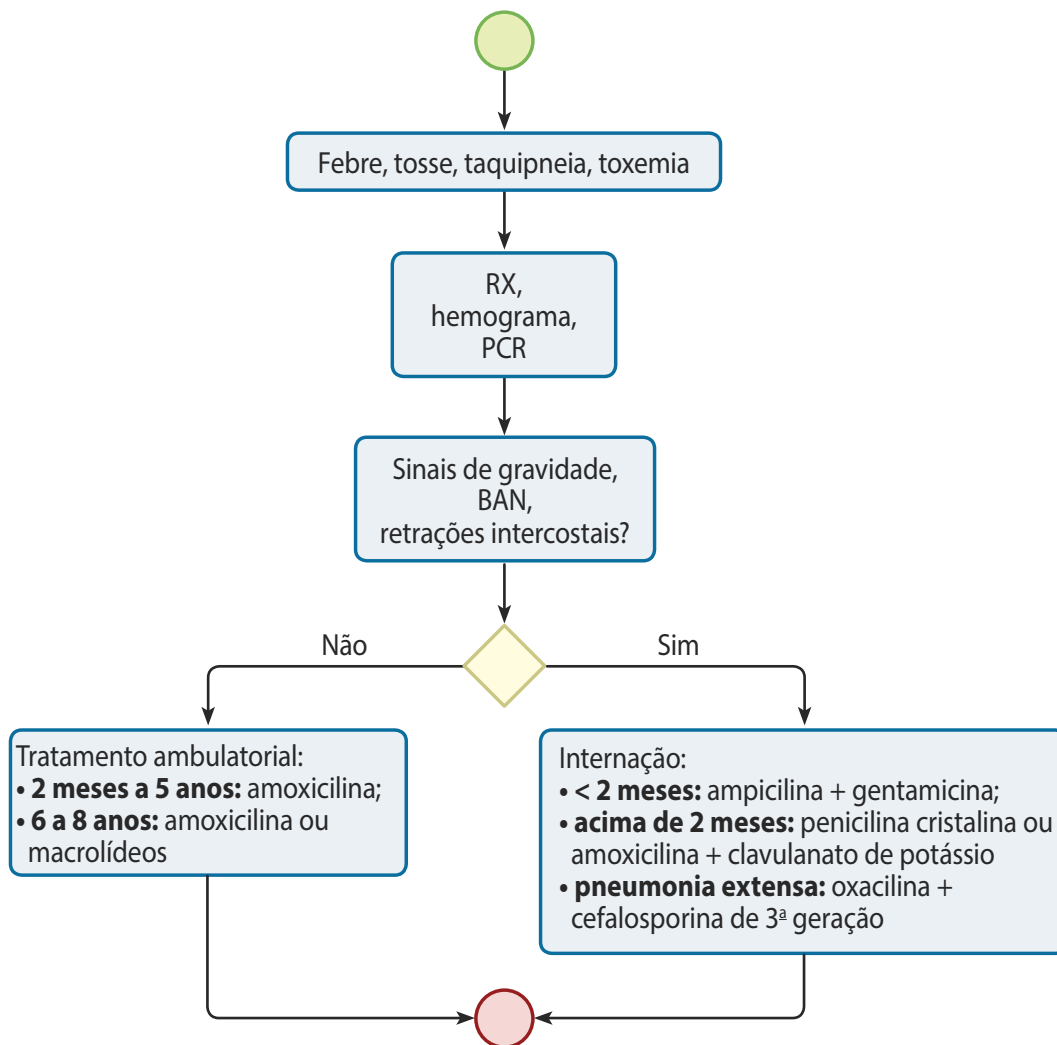 Febre, tosse, taquipneia, toxemia
RX,
hemograma,
PCR
Sinais de gravidade,
BAN,
retrações intercostais?
Não
Sim
Tratamento ambulatorial:
• 2 meses a 5 anos: amoxicilina;
• 6 a 8 anos: amoxicilina ou
macrolídeos
Internação:
• < 2 meses: ampicilina + gentamicina;
• acima de 2 meses: penicilina cristalina ou
amoxicilina + clavulanato de potássio
• pneumonia extensa: oxacilina +
cefalosporina de 3ª geração